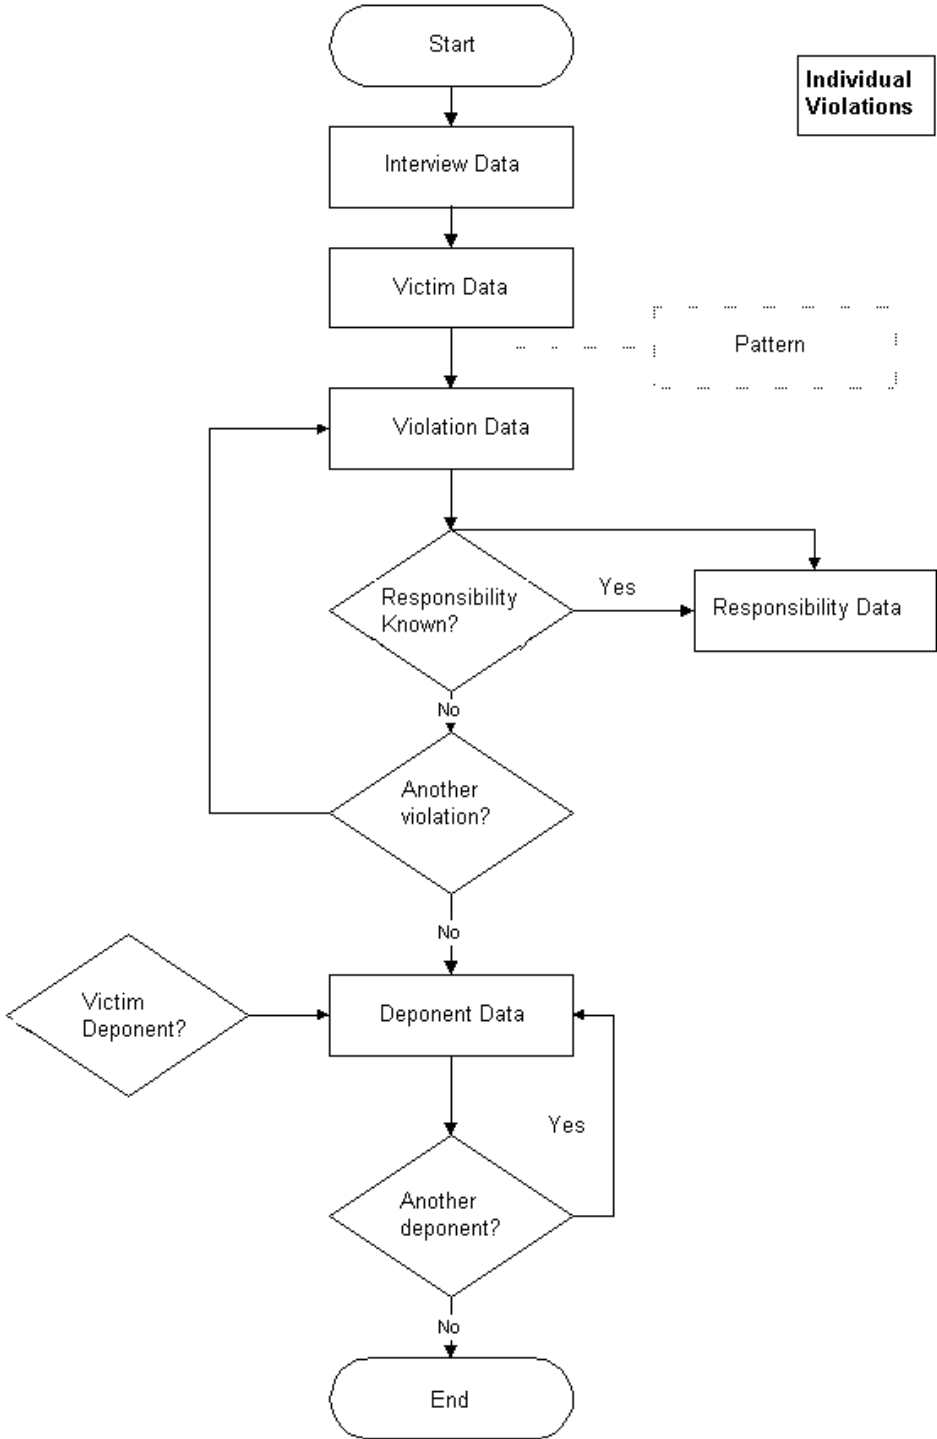 Start
Individual
Violations
Interview Data
Victim Data
Pattern
Violation Data
Yes
Responsibility
Known?
Responsibility Data
No
Another
violation?
No
Victim
Deponent?
Deponent Data
Yes
Another
deponent?
No
End